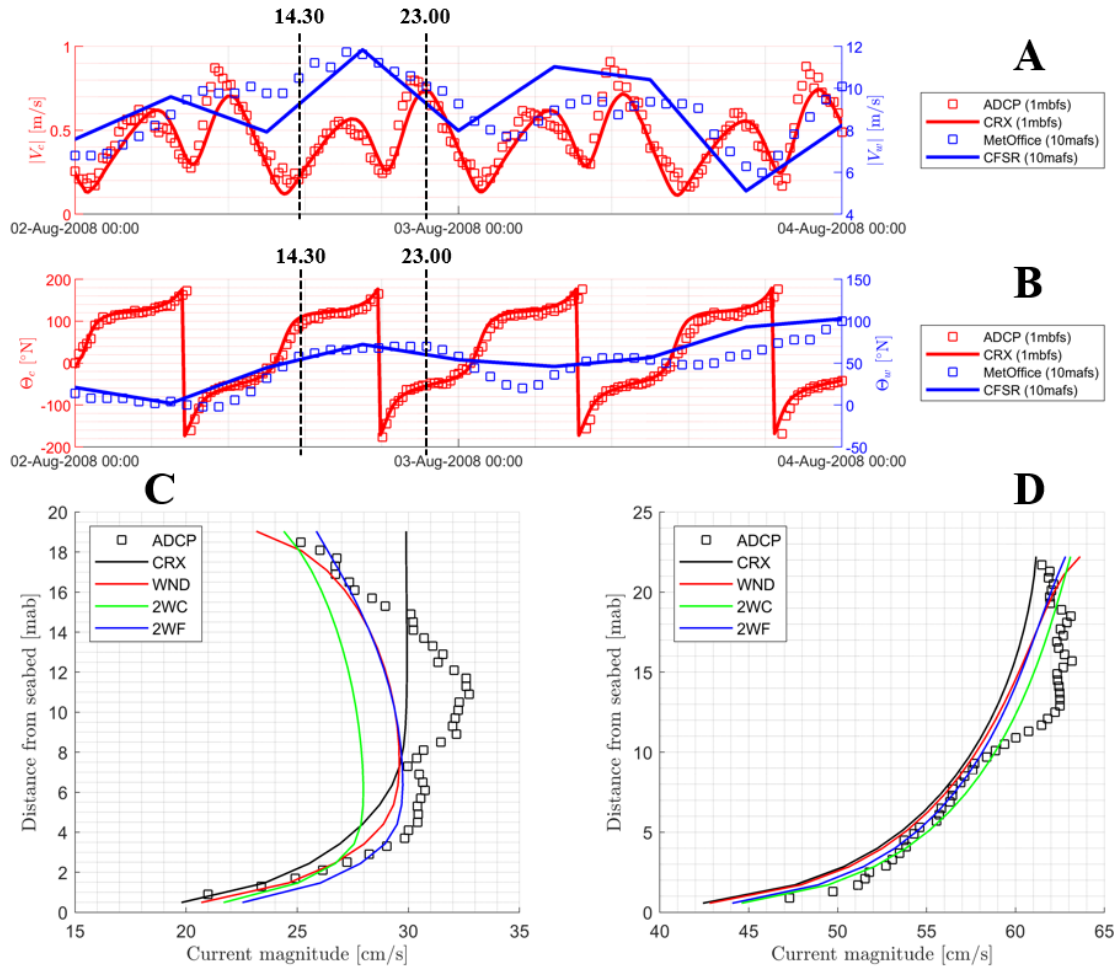 14.30 23.00
A
1
0.5
0
|V_c| [m/s]
12
10
8
6
4
|V_w| [m/s]
02-Aug-2008 00:00 03-Aug-2008 00:00 04-Aug-2008 00:00
ADCP (1mbfs)
CRX (1mbfs)
MetOffice (10mafs)
CFSR (10mafs)
14.30 23.00
B
200
100
0
-100
-200
Θ_c [°N]
150
100
50
0
-50
Θ_w [°N]
02-Aug-2008 00:00 03-Aug-2008 00:00 04-Aug-2008 00:00
ADCP (1mbfs)
CRX (1mbfs)
MetOffice (10mafs)
CFSR (10mafs)
C
20
18
16
14
12
10
8
6
4
2
0
Distance from seabed [mab]
ADCP
CRX
WND
2WC
2WF
15 20 25 30 35
Current magnitude [cm/s]
D
25
20
15
10
5
0
Distance from seabed [mab]
ADCP
CRX
WND
2WC
2WF
40 45 50 55 60 65
Current magnitude [cm/s]